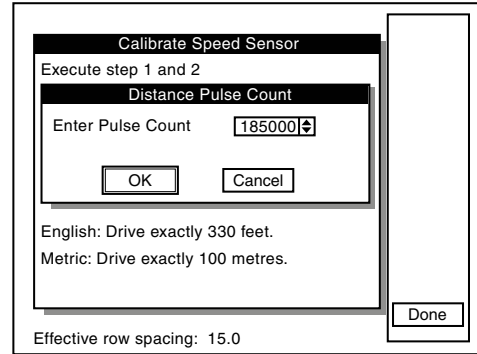 Calibrate Speed Sensor
Execute step 1 and 2
Distance Pulse Count
Enter Pulse Count 185000
OK Cancel
English: Drive exactly 330 feet.
Metric: Drive exactly 100 metres.
Done
Effective row spacing: 15.0